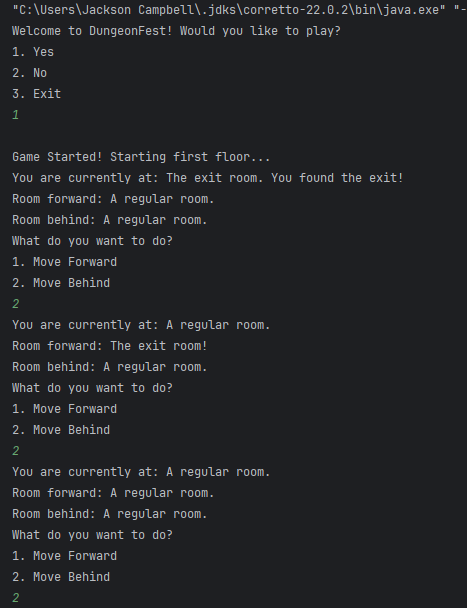 "C:\Users\Jackson Campbell\.jdks\corretto-22.0.2\bin\java.exe" "-
Welcome to DungeonFest! Would you like to play?
1. Yes
2. No
3. Exit
1
Game Started! Starting first floor...
You are currently at: The exit room. You found the exit!
Room forward: A regular room.
Room behind: A regular room.
What do you want to do?
1. Move Forward
2. Move Behind
2
You are currently at: A regular room.
Room forward: The exit room!
Room behind: A regular room.
What do you want to do?
1. Move Forward
2. Move Behind
2
You are currently at: A regular room.
Room forward: A regular room.
Room behind: A regular room.
What do you want to do?
1. Move Forward
2. Move Behind
2